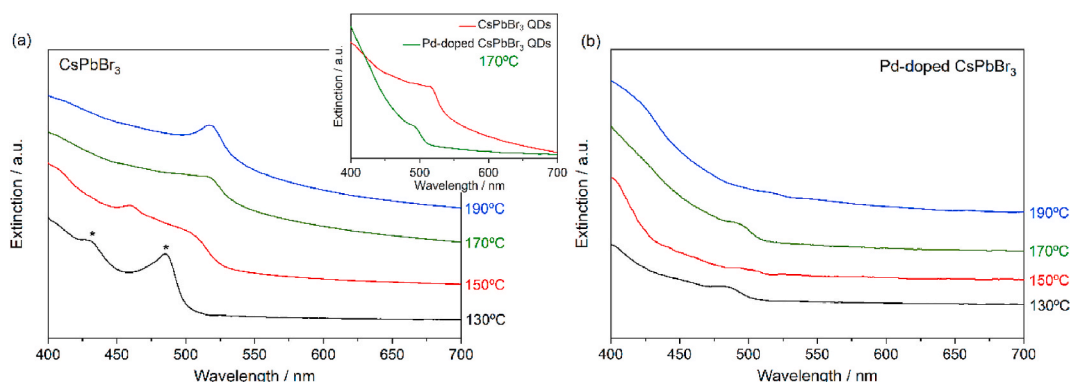 (a)
CsPbBr₃
Extinction / a.u.
* *
190ºC
170ºC
150ºC
130ºC
400 450 500 550 600 650 700
Wavelength / nm
CsPbBr₃ QDs
Pd-doped CsPbBr₃ QDs
170ºC
Extinction / a.u.
400 500 600 700
Wavelength / nm
(b)
Pd-doped CsPbBr₃
Extinction / a.u.
190ºC
170ºC
150ºC
130ºC
400 450 500 550 600 650 700
Wavelength / nm